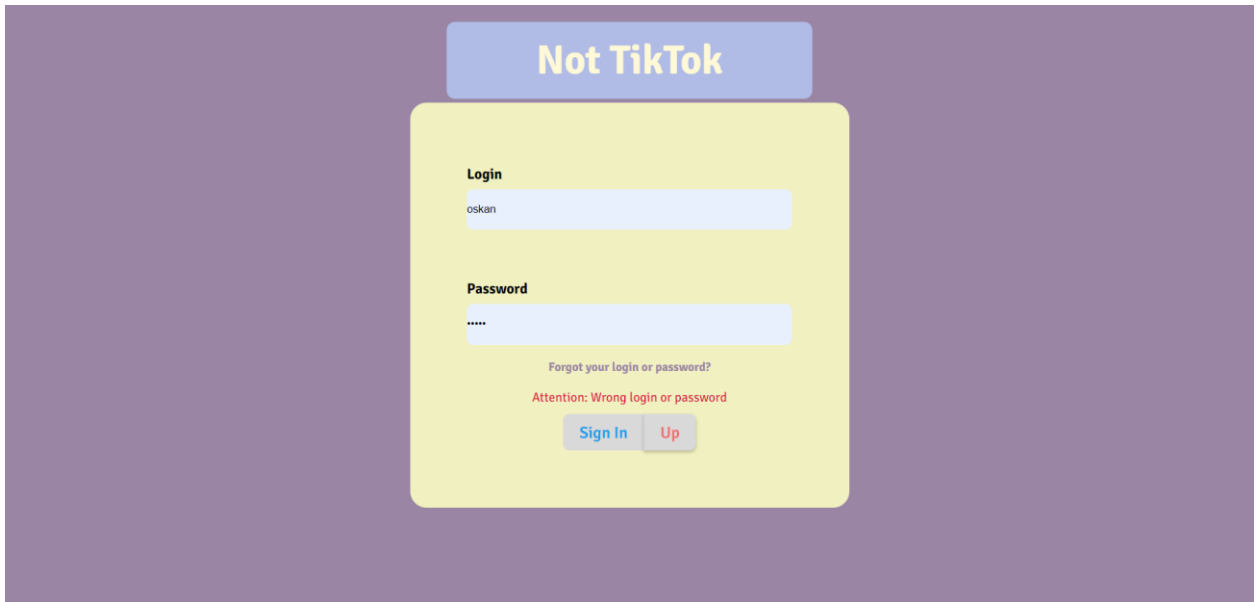 Not TikTok
Login
oskan
Password
•••••
Forgot your login or password?
Attention: Wrong login or password
Sign In Up